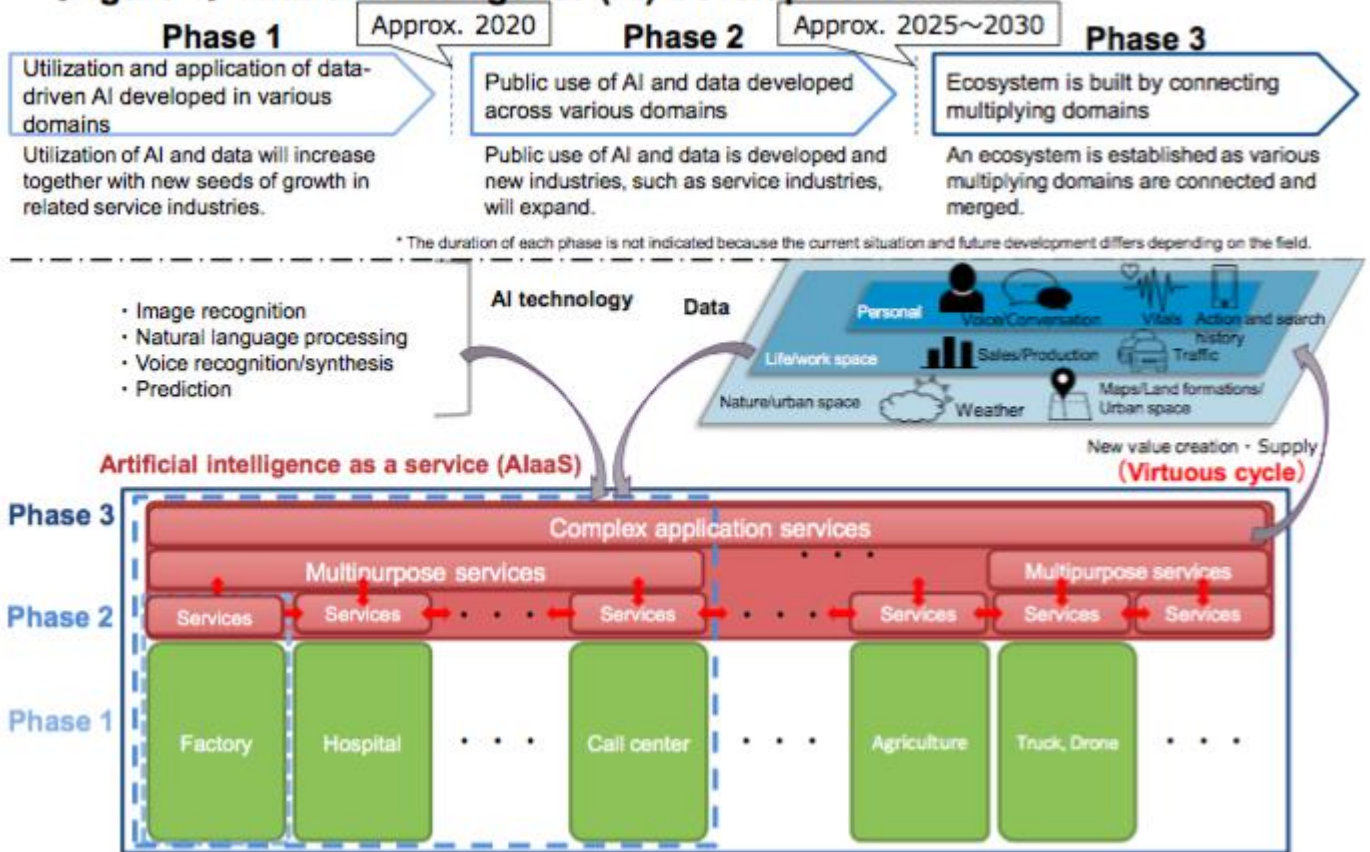 Approx. 2020
Approx. 2025～2030
Phase 1
Phase 2
Phase 3
Utilization and application of data-
driven AI developed in various
domains
Public use of AI and data developed
across various domains
Ecosystem is built by connecting
multiplying domains
Utilization of AI and data will increase
together with new seeds of growth in
related service industries.
Public use of AI and data is developed and
new industries, such as service industries,
will expand.
An ecosystem is established as various
multiplying domains are connected and
merged.
* The duration of each phase is not indicated because the current situation and future development differs depending on the field.
・Image recognition
・Natural language processing
・Voice recognition/synthesis
・Prediction
AI technology
Data
Personal
Voice/Conversation
Vitals
Action and search
history
Life/work space
Sales/Production
Traffic
Nature/urban space
Weather
Maps/Land formations/
Urban space
New value creation・Supply
(Virtuous cycle)
Artificial intelligence as a service (AIaaS)
Phase 3
Complex application services
Multipurpose services
・・・
Multipurpose services
Phase 2
Services
Services
・・・
Services
・・・
Services
Services
Services
Phase 1
Factory
Hospital
・・・
Call center
・・・
Agriculture
Truck, Drone
・・・